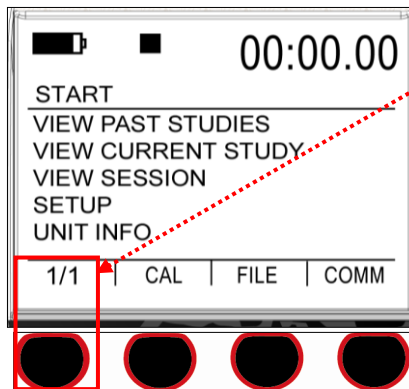 00:00.00
START
VIEW PAST STUDIES
VIEW CURRENT STUDY
VIEW SESSION
SETUP
UNIT INFO
1/1 CAL FILE COMM